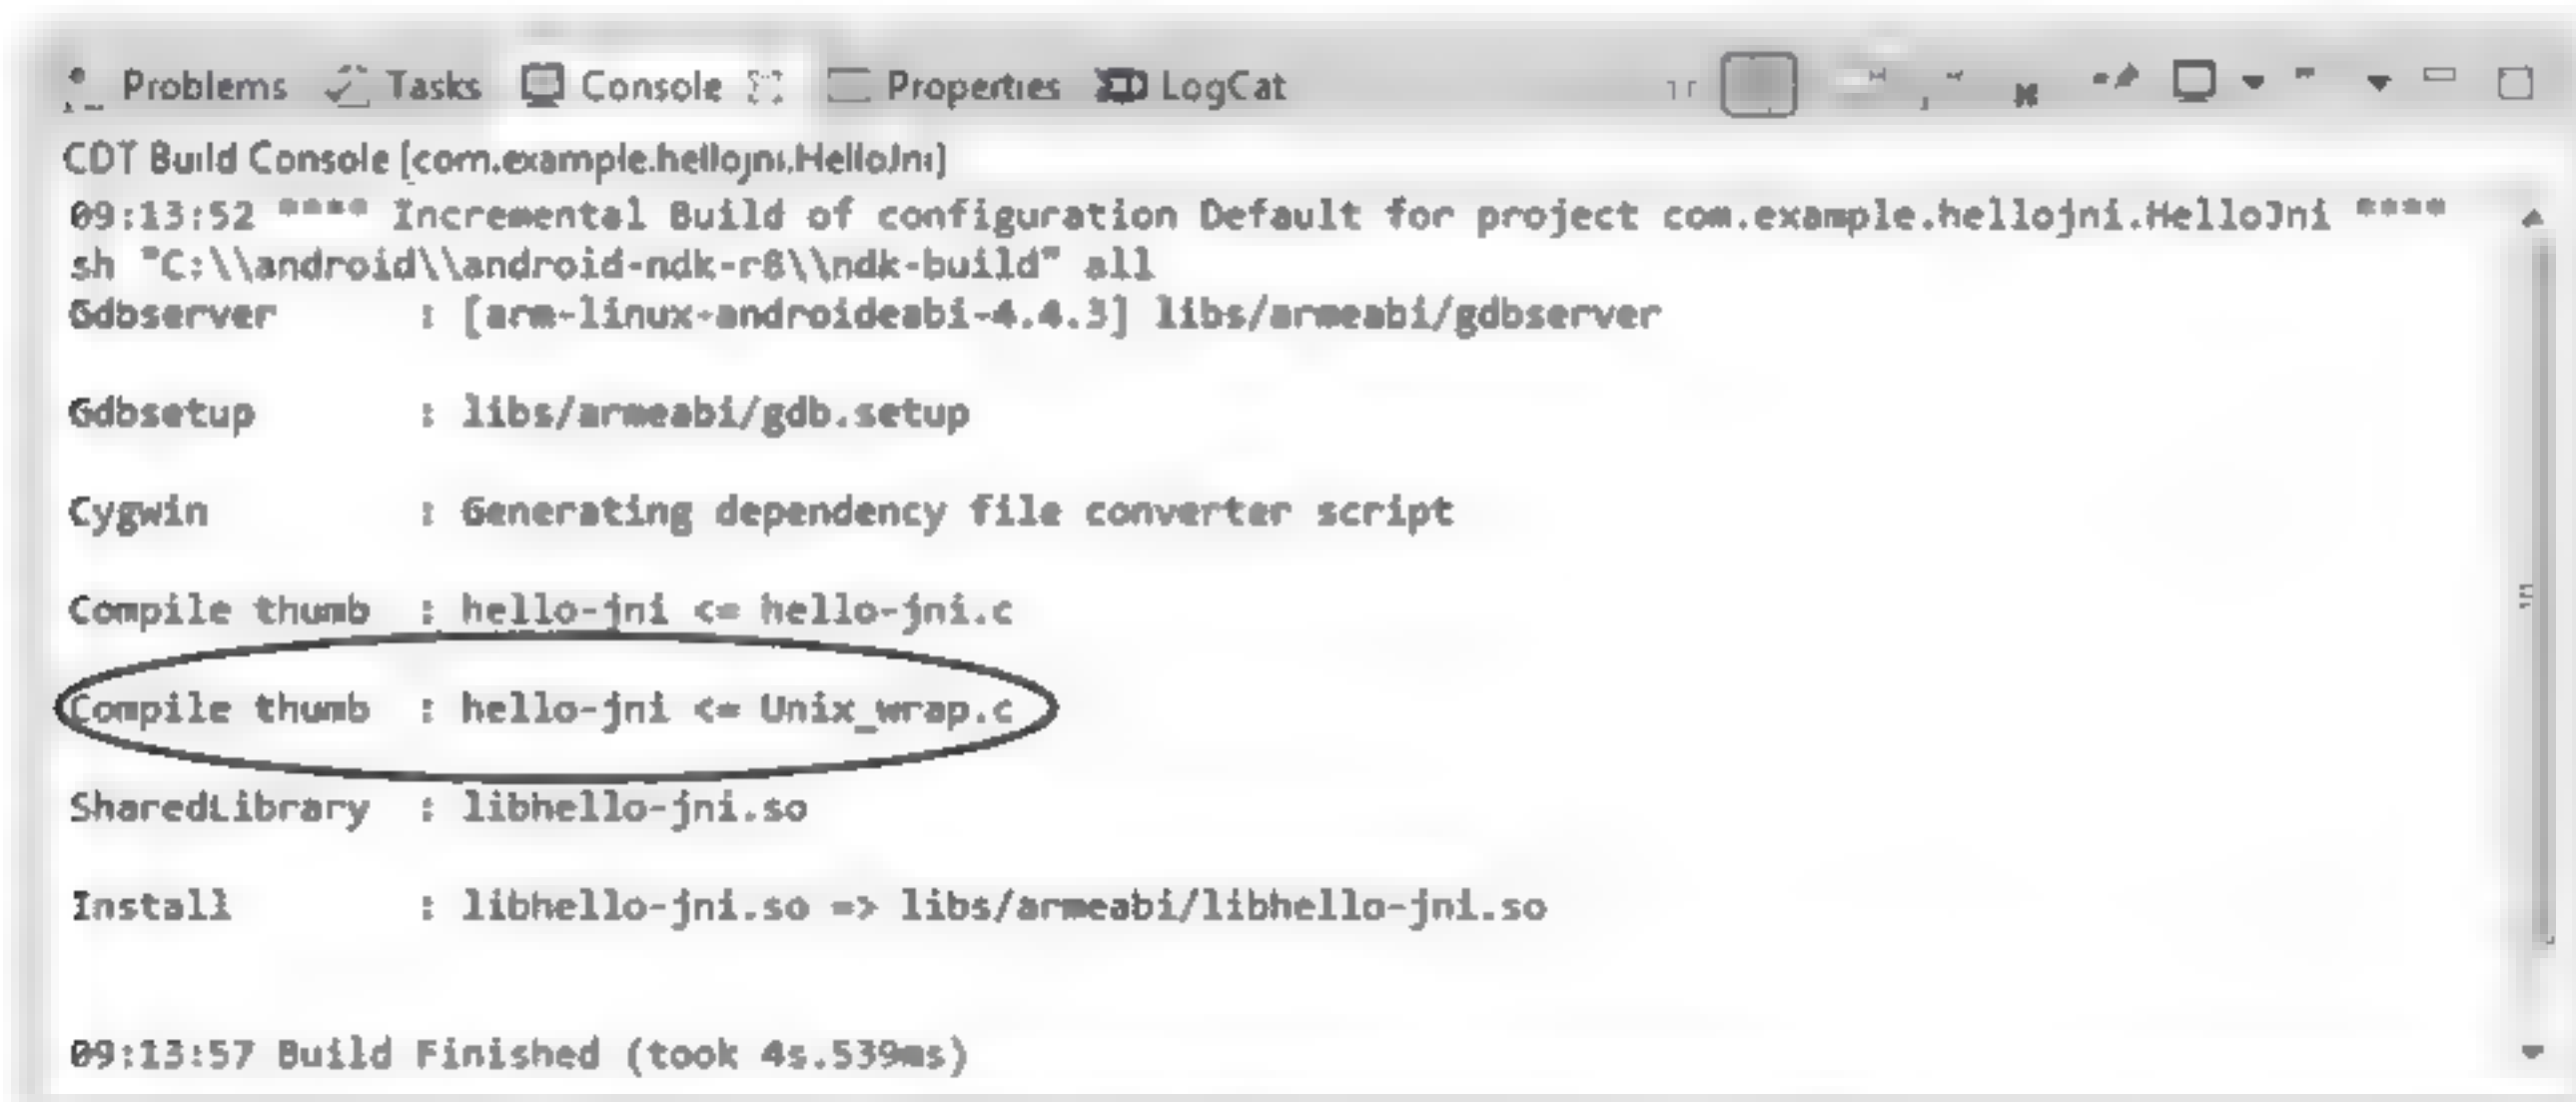 Problems Tasks Console Properties LogCat
CDT Build Console [com.example.hellojni.HelloJni]
09:13:52 **** Incremental Build of configuration Default for project com.example.hellojni.HelloJni ****
sh "C:\\android\\android-ndk-r8\\ndk-build" all
Gdbserver : [arm-linux-androideabi-4.4.3] libs/armeabi/gdbserver
Gdbsetup : libs/armeabi/gdb.setup
Cygwin : Generating dependency file converter script
Compile thumb : hello-jni <= hello-jni.c
Compile thumb : hello-jni <= Unix_wrap.c
SharedLibrary : libhello-jni.so
Install : libhello-jni.so => libs/armeabi/libhello-jni.so
09:13:57 Build Finished (took 4s.539ms)